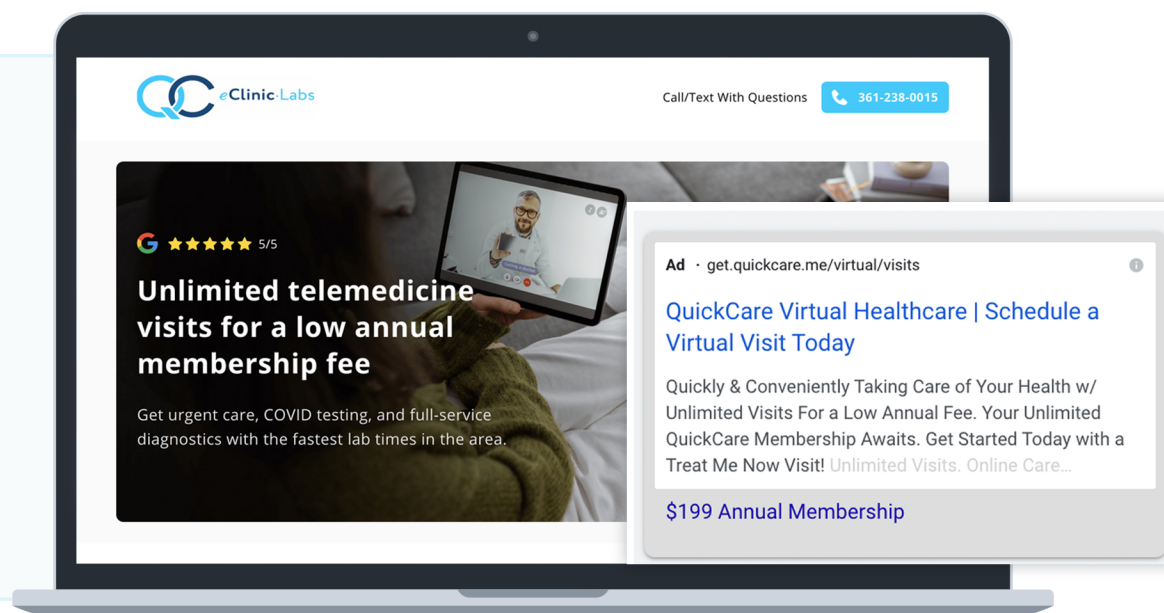 QC eClinic·Labs
Call/Text With Questions
361-238-0015
G ★★★★★ 5/5
Unlimited telemedicine
visits for a low annual
membership fee
Get urgent care, COVID testing, and full-service
diagnostics with the fastest lab times in the area.
Ad · get.quickcare.me/virtual/visits
QuickCare Virtual Healthcare | Schedule a
Virtual Visit Today
Quickly & Conveniently Taking Care of Your Health w/
Unlimited Visits For a Low Annual Fee. Your Unlimited
QuickCare Membership Awaits. Get Started Today with a
Treat Me Now Visit! Unlimited Visits. Online Care...
$199 Annual Membership